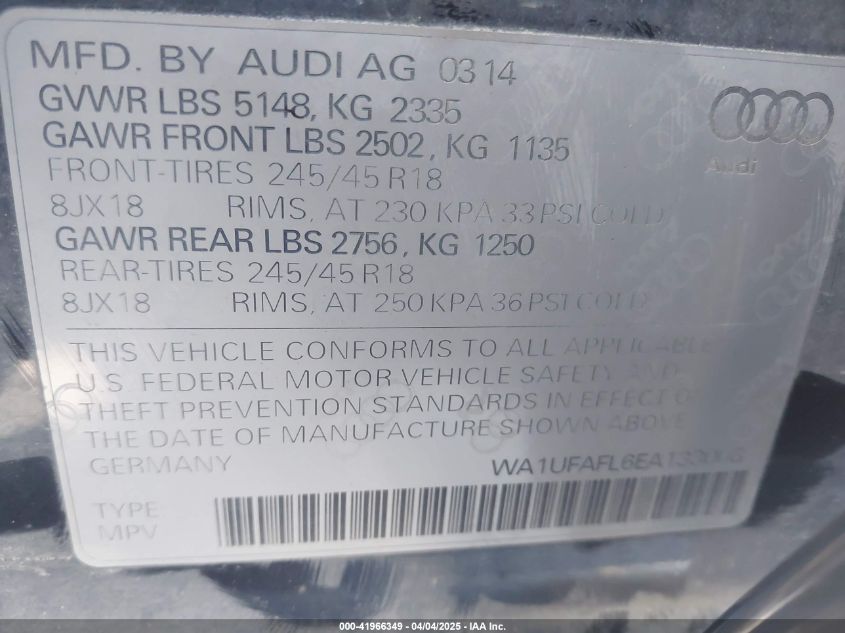 MFD. BY AUDI AG 03 14
GVWR LBS 5148, KG 2335
GAWR FRONT LBS 2502, KG 1135
FRONT-TIRES 245/45 R18
8JX18 RIMS, AT 230 KPA 33 PSI COLD
GAWR REAR LBS 2756, KG 1250
REAR-TIRES 245/45 R18
8JX18 RIMS, AT 250 KPA 36 PSI COLD
Audi
THIS VEHICLE CONFORMS TO ALL APPLICABLE
U.S. FEDERAL MOTOR VEHICLE SAFETY AND
THEFT PREVENTION STANDARDS IN EFFECT
THE DATE OF MANUFACTURE SHOWN
GERMANY
TYPE
MPV
000-41966349 - 04/04/2025 - IAA Inc.